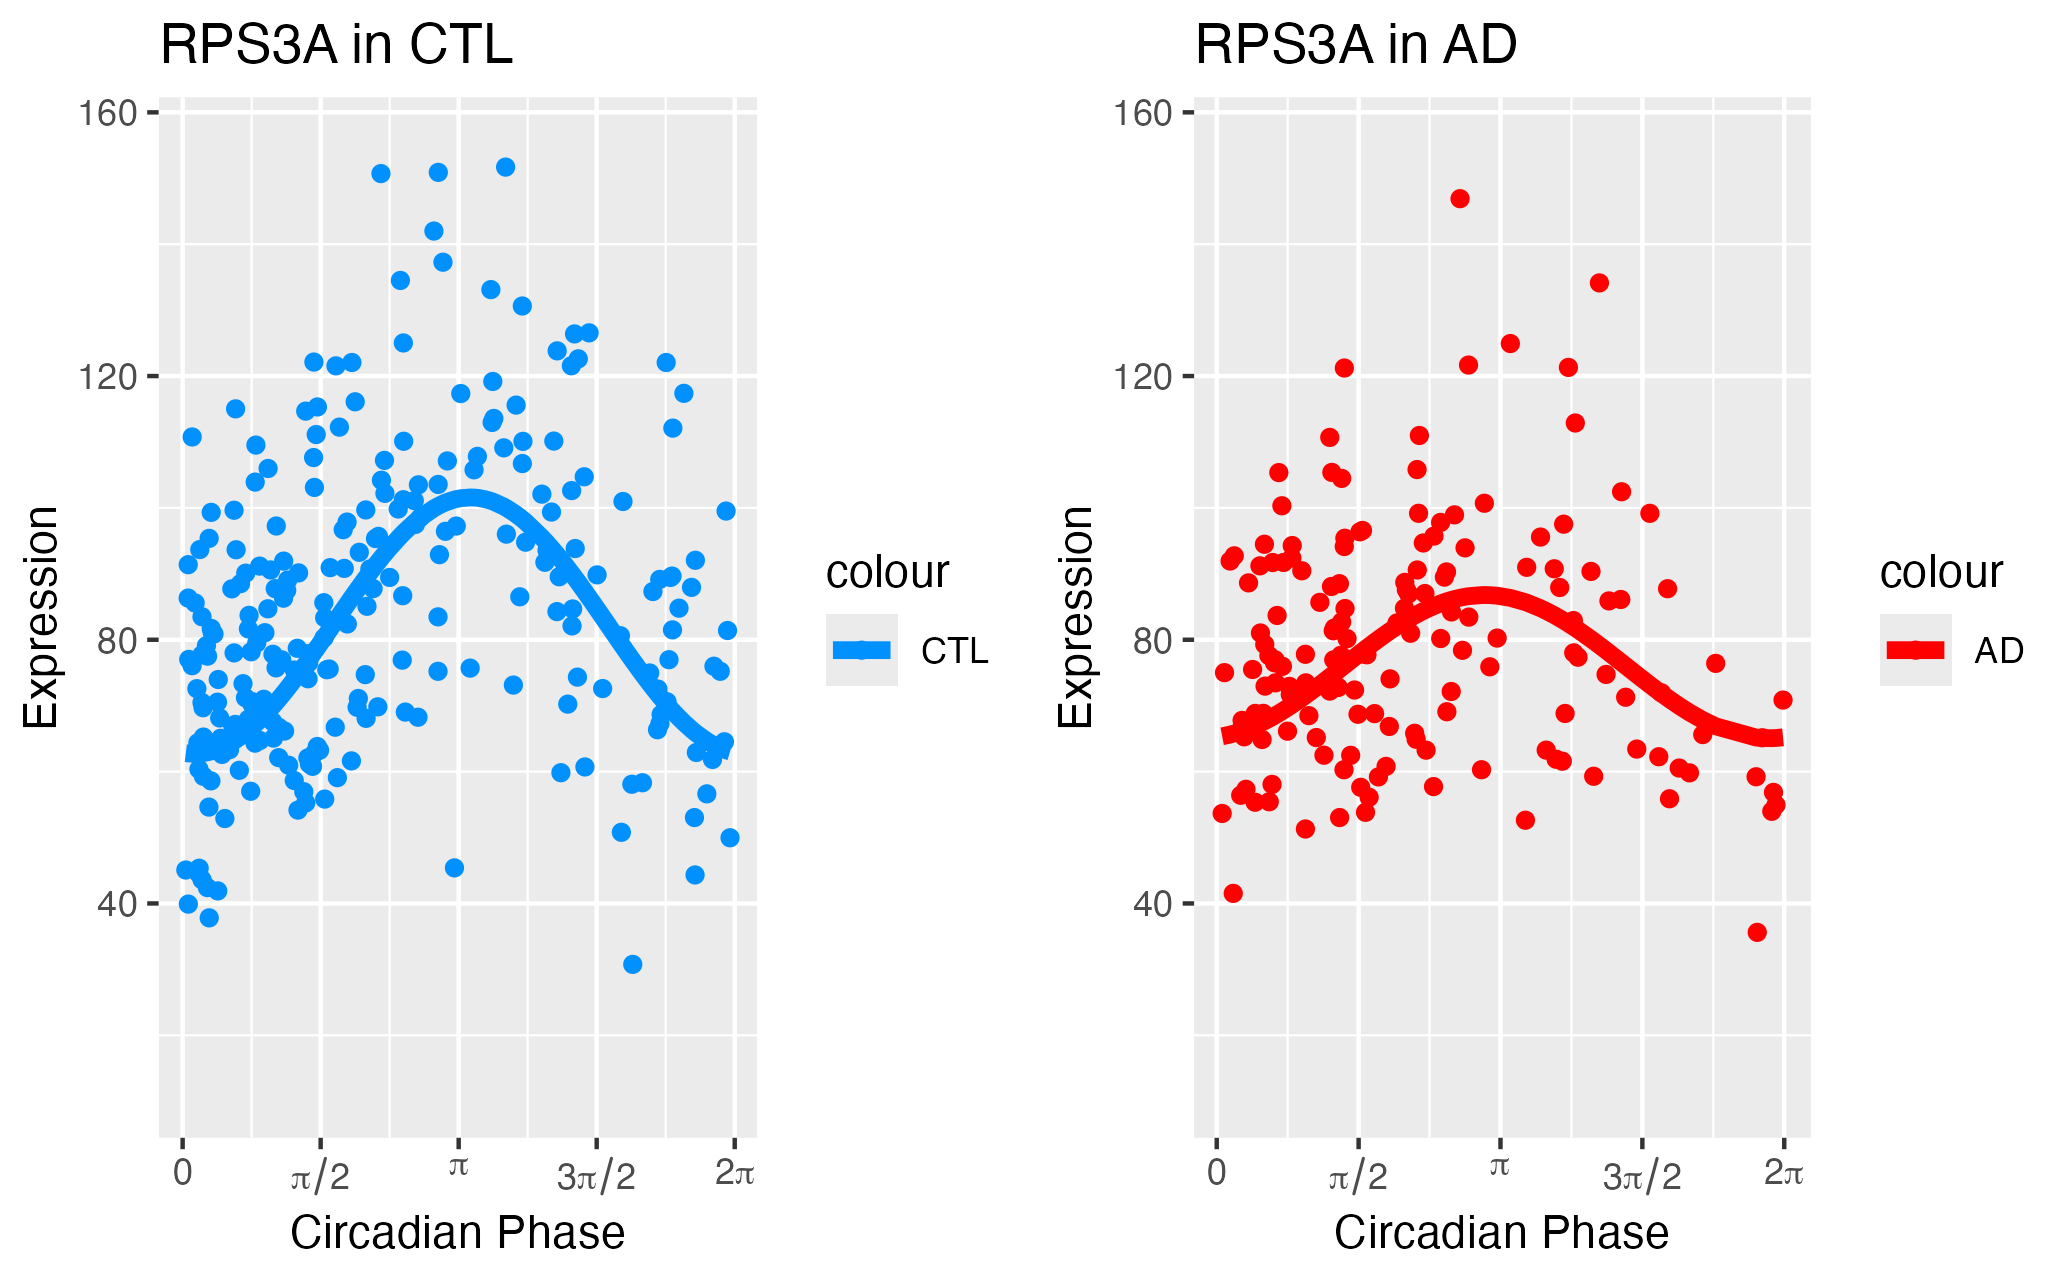 RPS3A in CTL
160
120
80
40
Expression
0 π/2 π 3π/2 2π
Circadian Phase
colour
CTL
RPS3A in AD
160
120
80
40
Expression
0 π/2 π 3π/2 2π
Circadian Phase
colour
AD